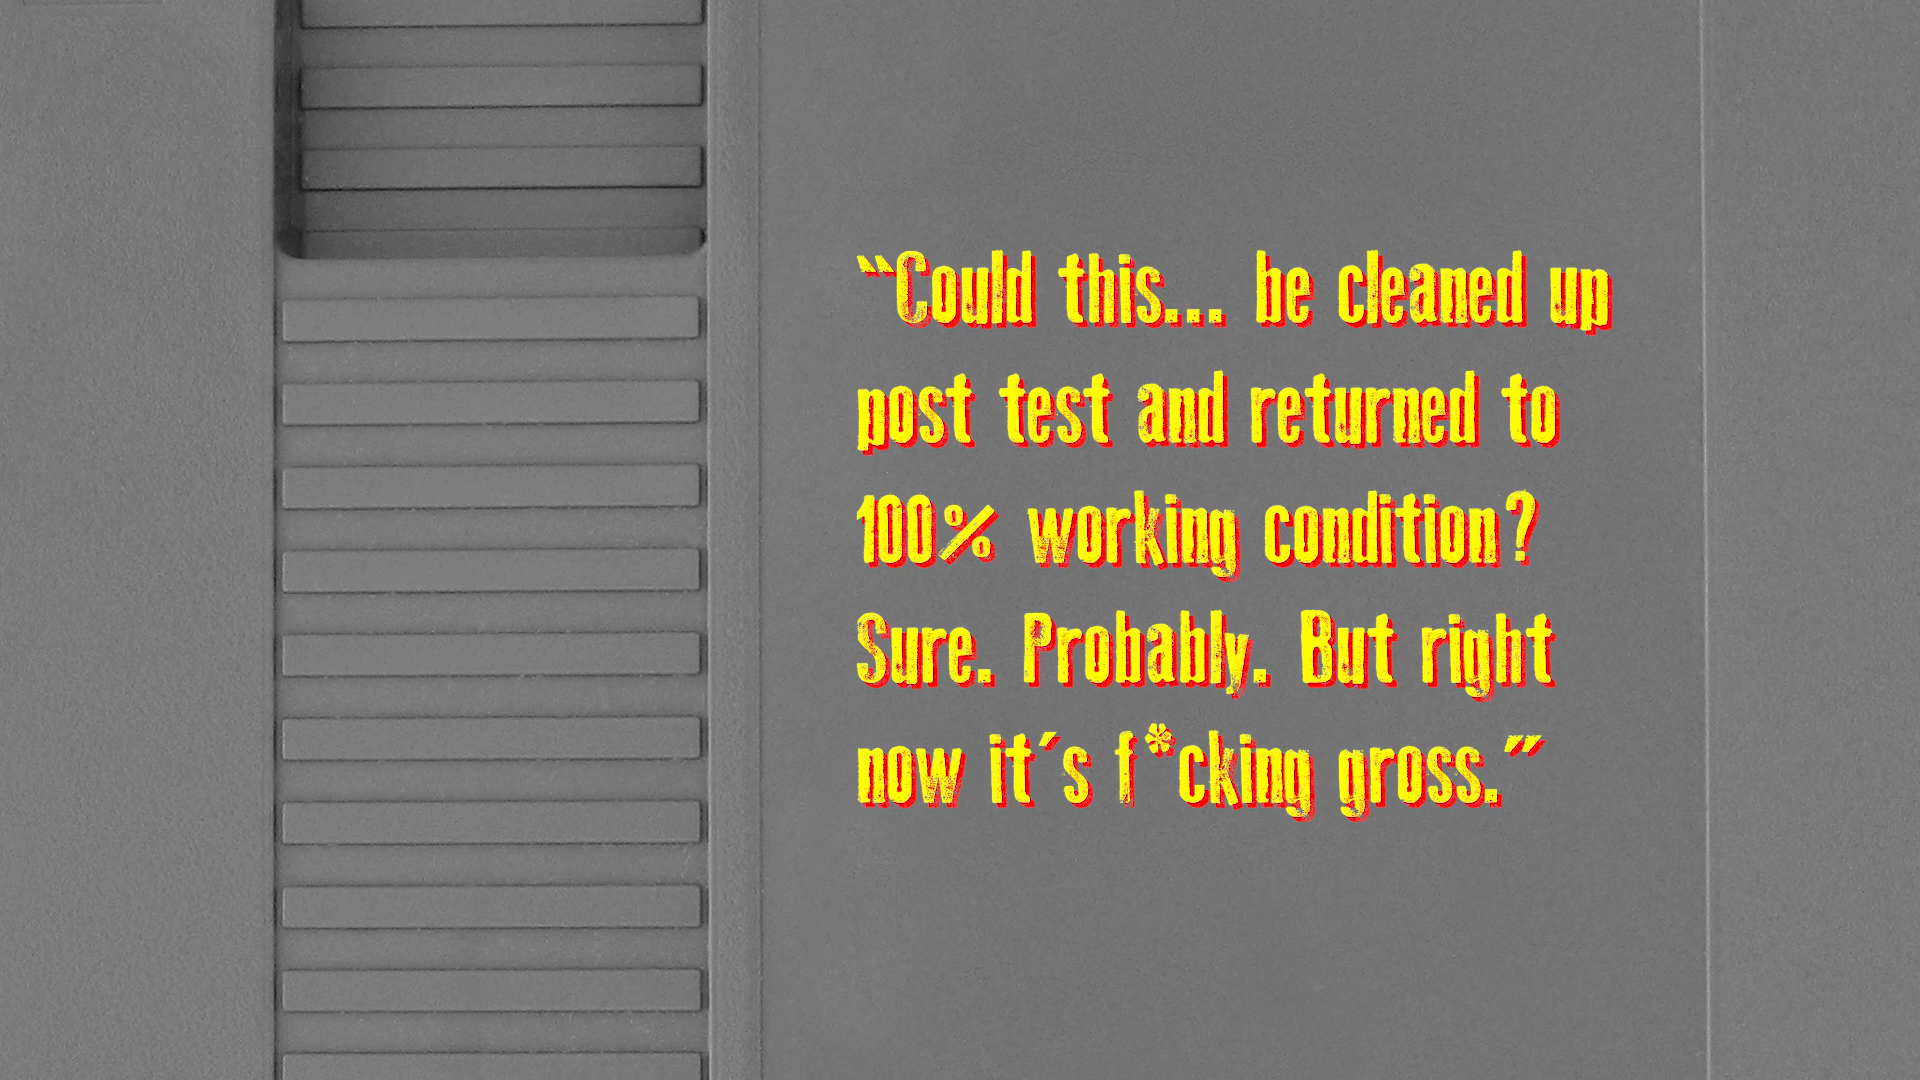 “Could this... be cleaned up
post test and returned to
100% working condition?
Sure. Probably. But right
now it's f*cking gross.”